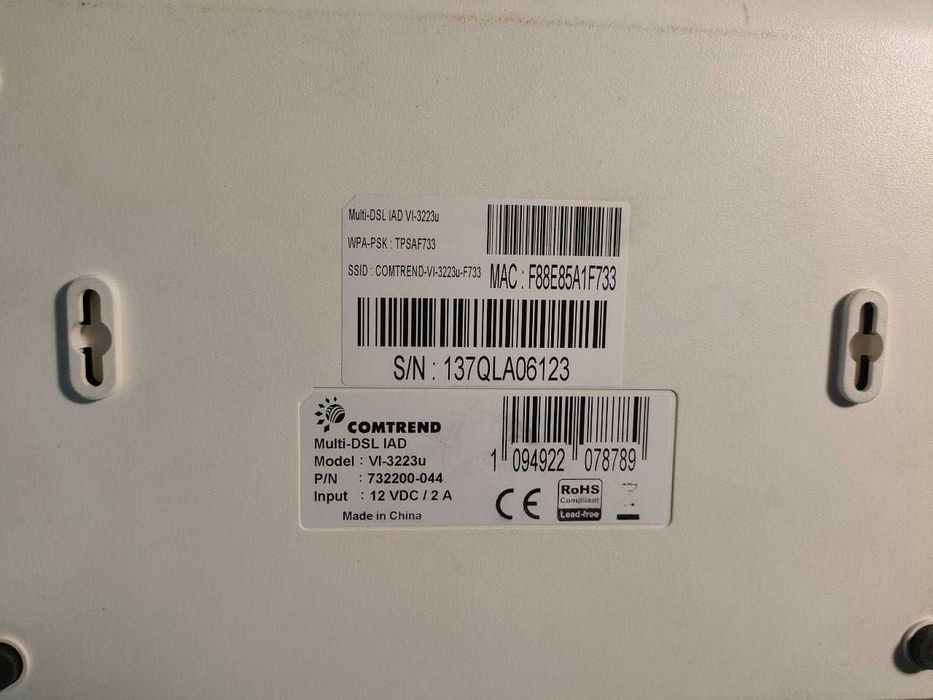 Multi-DSL IAD VI-3223u
WPA-PSK : TPSAF733
SSID : COMTREND-VI-3223u-F733
MAC : F88E85A1F733
S/N : 137QLA06123
COMTREND
Multi-DSL IAD
Model : VI-3223u
P/N : 732200-044
Input : 12 VDC / 2 A
Made in China
1 094922 078789
CE
RoHS
Compliant
Lead-free